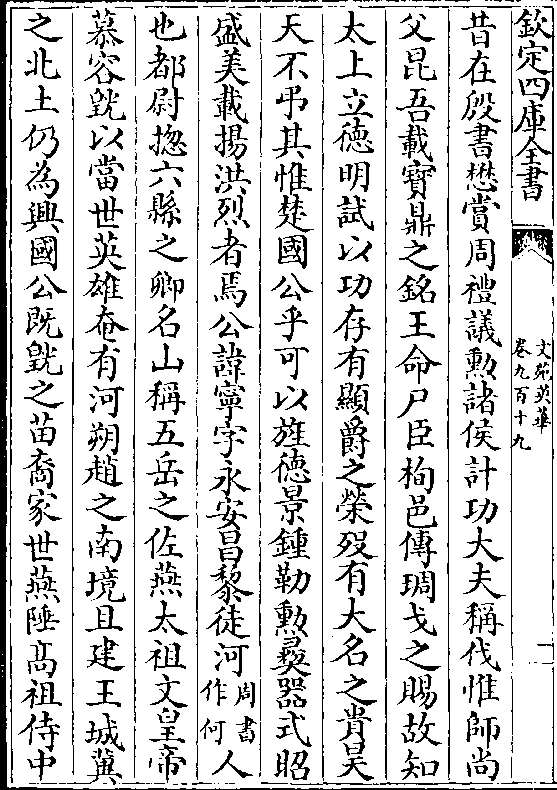 欽定四庫全書
文苑英華
卷九百十九
二
昔在殷書懋賞周禮議勲諸侯計功大夫稱伐惟師尚
父昆吾載寳鼎之銘王命尸臣栒邑傳琱戈之賜故知
太上立德明試以功存有顯爵之榮殁有大名之貴昊
天不弔其惟楚國公乎可以旌德景鍾勒勲彛器式昭
盛美載揚洪烈者焉公諱寧字永安昌黎徒河周書作何人
也都尉揔六縣之卿名山稱五岳之佐燕太祖文皇帝
慕容皝以當世英雄奄有河朔趙之南境且建王城冀
之北土仍為興國公既皝之苗裔家世燕陲髙祖侍中